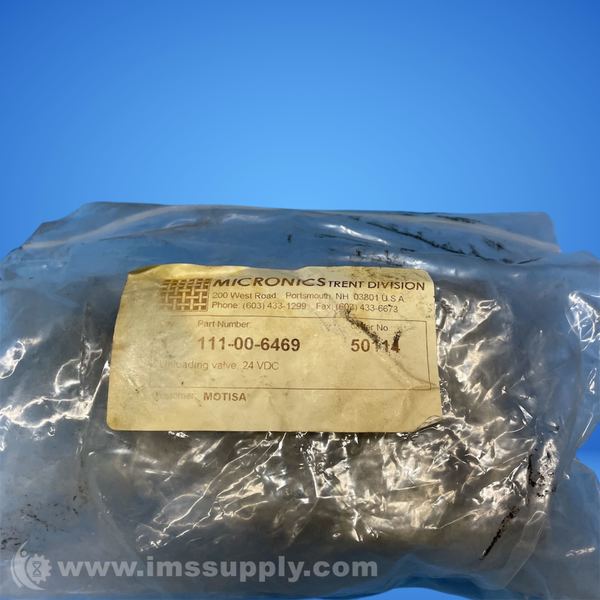 MICRONICS TRENT DIVISION
200 West Road Portsmouth, NH 03801 U.S.A
Phone: (603) 433-1299 Fax: (603) 433-6673
Part Number No
111-00-6469 50114
valve, 24 VDC
MOTISA
www.imssupply.com